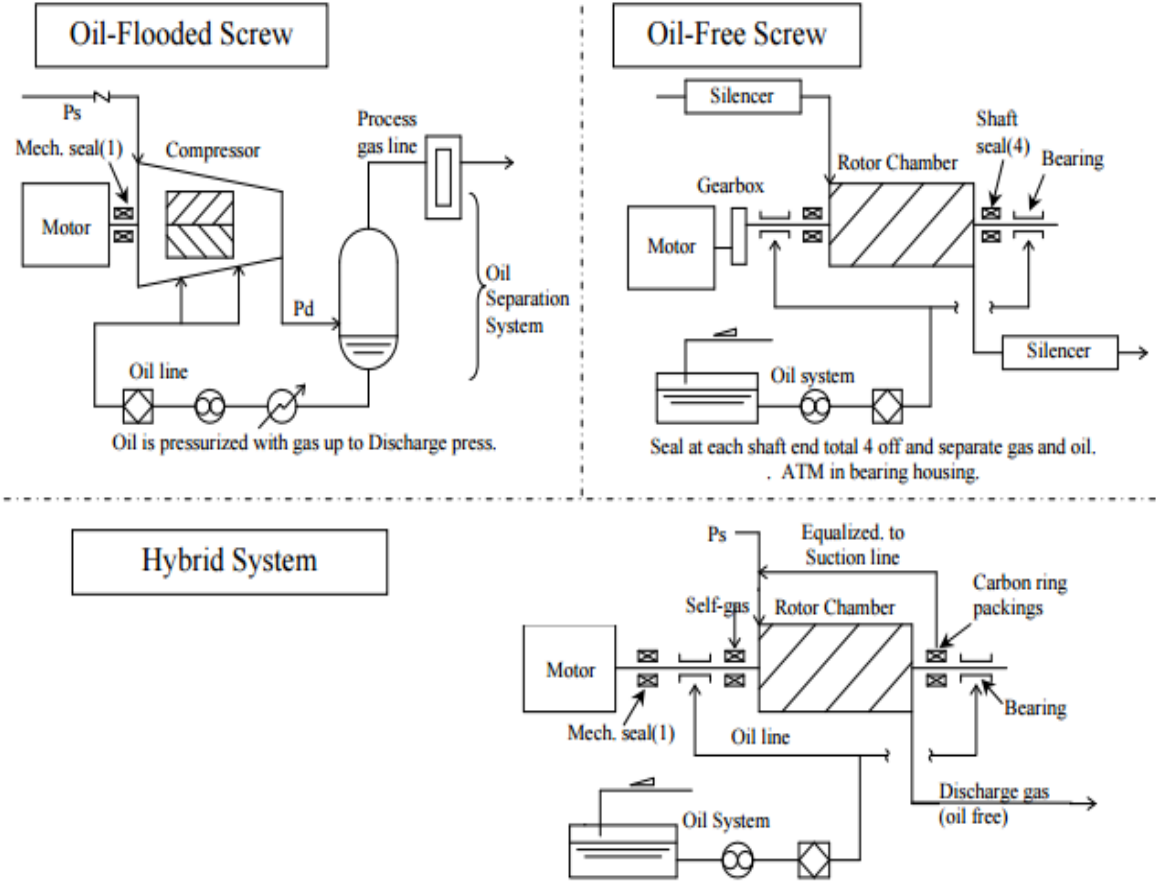 Oil-Flooded Screw
Ps
Mech. seal(1)
Compressor
Process
gas line
Motor
Pd
Oil
Separation
System
Oil line
Oil is pressurized with gas up to Discharge press.
Oil-Free Screw
Silencer
Shaft
seal(4)
Rotor Chamber
Bearing
Gearbox
Motor
Silencer
Oil system
Seal at each shaft end total 4 off and separate gas and oil.
. ATM in bearing housing.
Hybrid System
Ps
Equalized. to
Suction line
Carbon ring
packings
Self-gas
Rotor Chamber
Motor
Mech. seal(1)
Oil line
Bearing
Discharge gas
(oil free)
Oil System